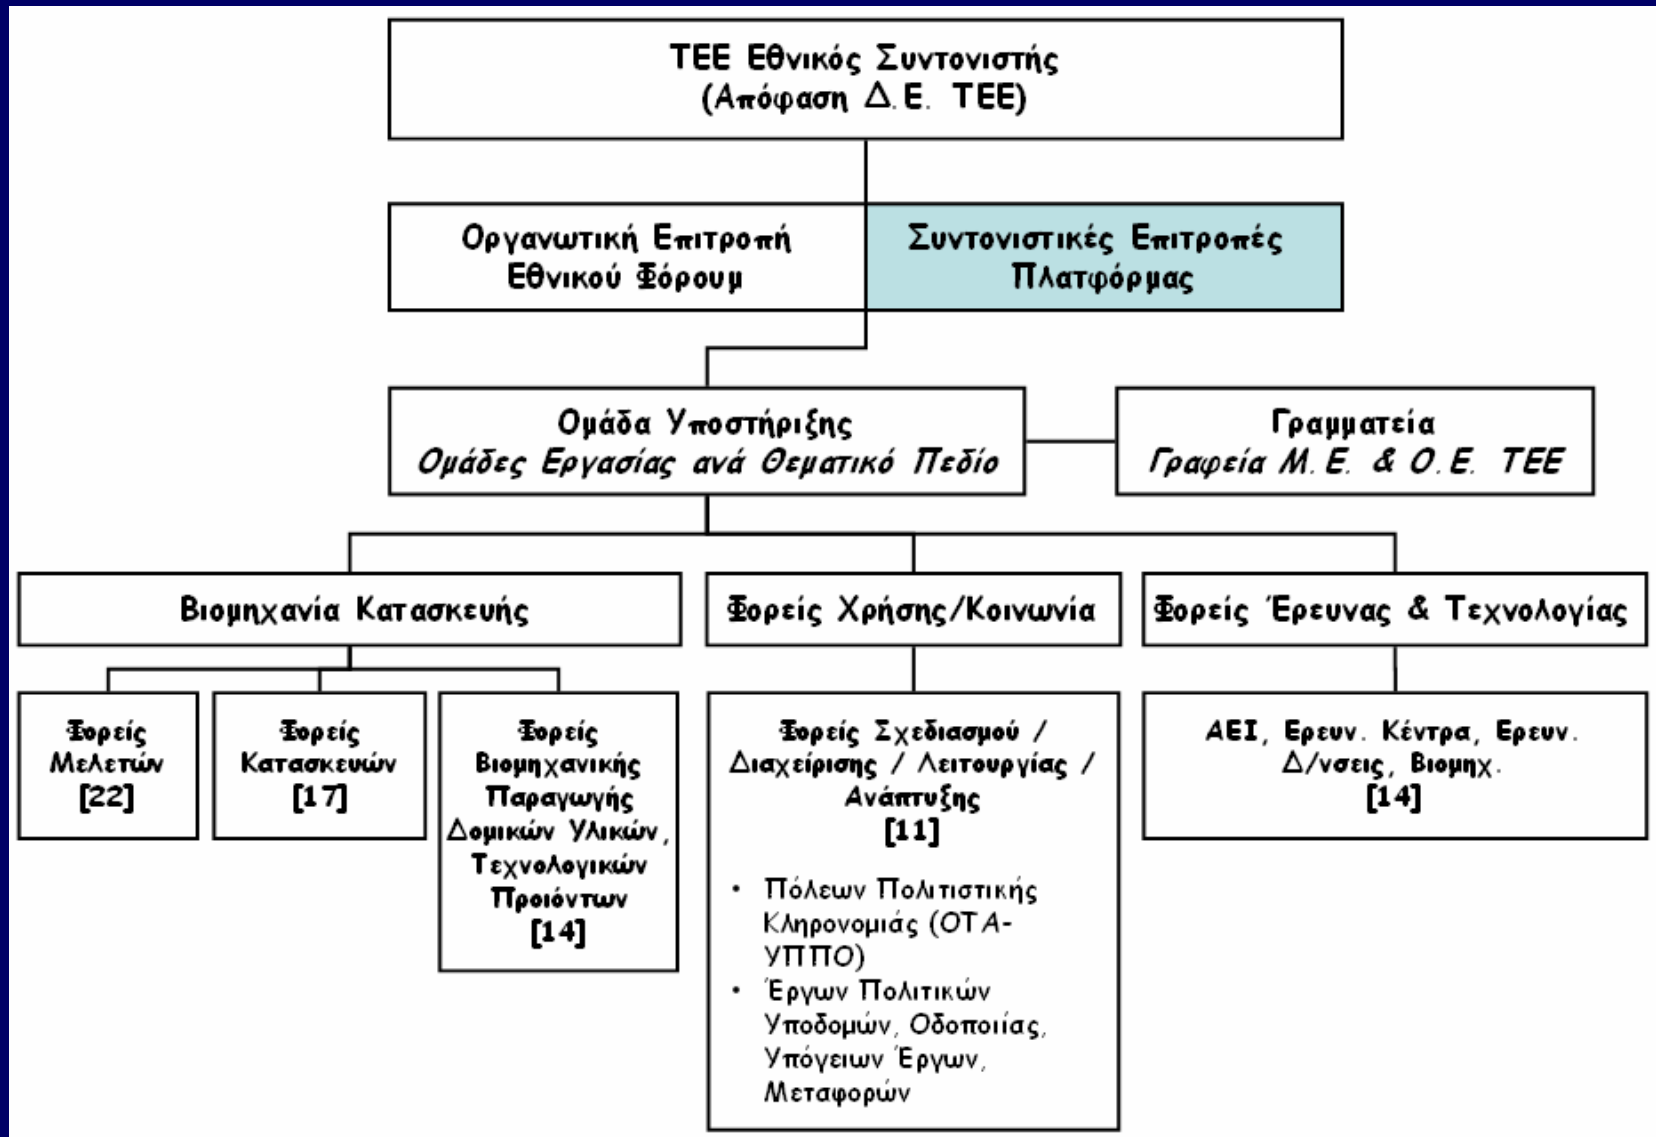 ΤΕΕ Εθνικός Συντονιστής
(Απόφαση Δ.Ε. ΤΕΕ)
Οργανωτική Επιτροπή
Εθνικού Φόρουμ
Συντονιστικές Επιτροπές
Πλατφόρμας
Ομάδα Υποστήριξης
Ομάδες Εργασίας ανά Θεματικό Πεδίο
Γραμματεία
Γραφεία Μ.Ε. & Ο.Ε. ΤΕΕ
Βιομηχανία Κατασκευής
Φορείς Χρήσης/Κοινωνία
Φορείς Έρευνας & Τεχνολογίας
Φορείς
Μελετών
[22]
Φορείς
Κατασκευών
[17]
Φορείς
Βιομηχανικής
Παραγωγής
Δομικών Υλικών,
Τεχνολογικών
Προιόντων
[14]
Φορείς Σχεδιασμού /
Διαχείρισης / Λειτουργίας /
Ανάπτυξης
[11]
• Πόλεων Πολιτιστικής
Κληρονομιάς (ΟΤΑ-
ΥΠΠΟ)
• Έργων Πολιτικών
Υποδομών, Οδοποιίας,
Υπόγειων Έργων,
Μεταφορών
ΑΕΙ, Ερευν. Κέντρα, Ερευν.
Δ/νσεις, Βιομηχ.
[14]